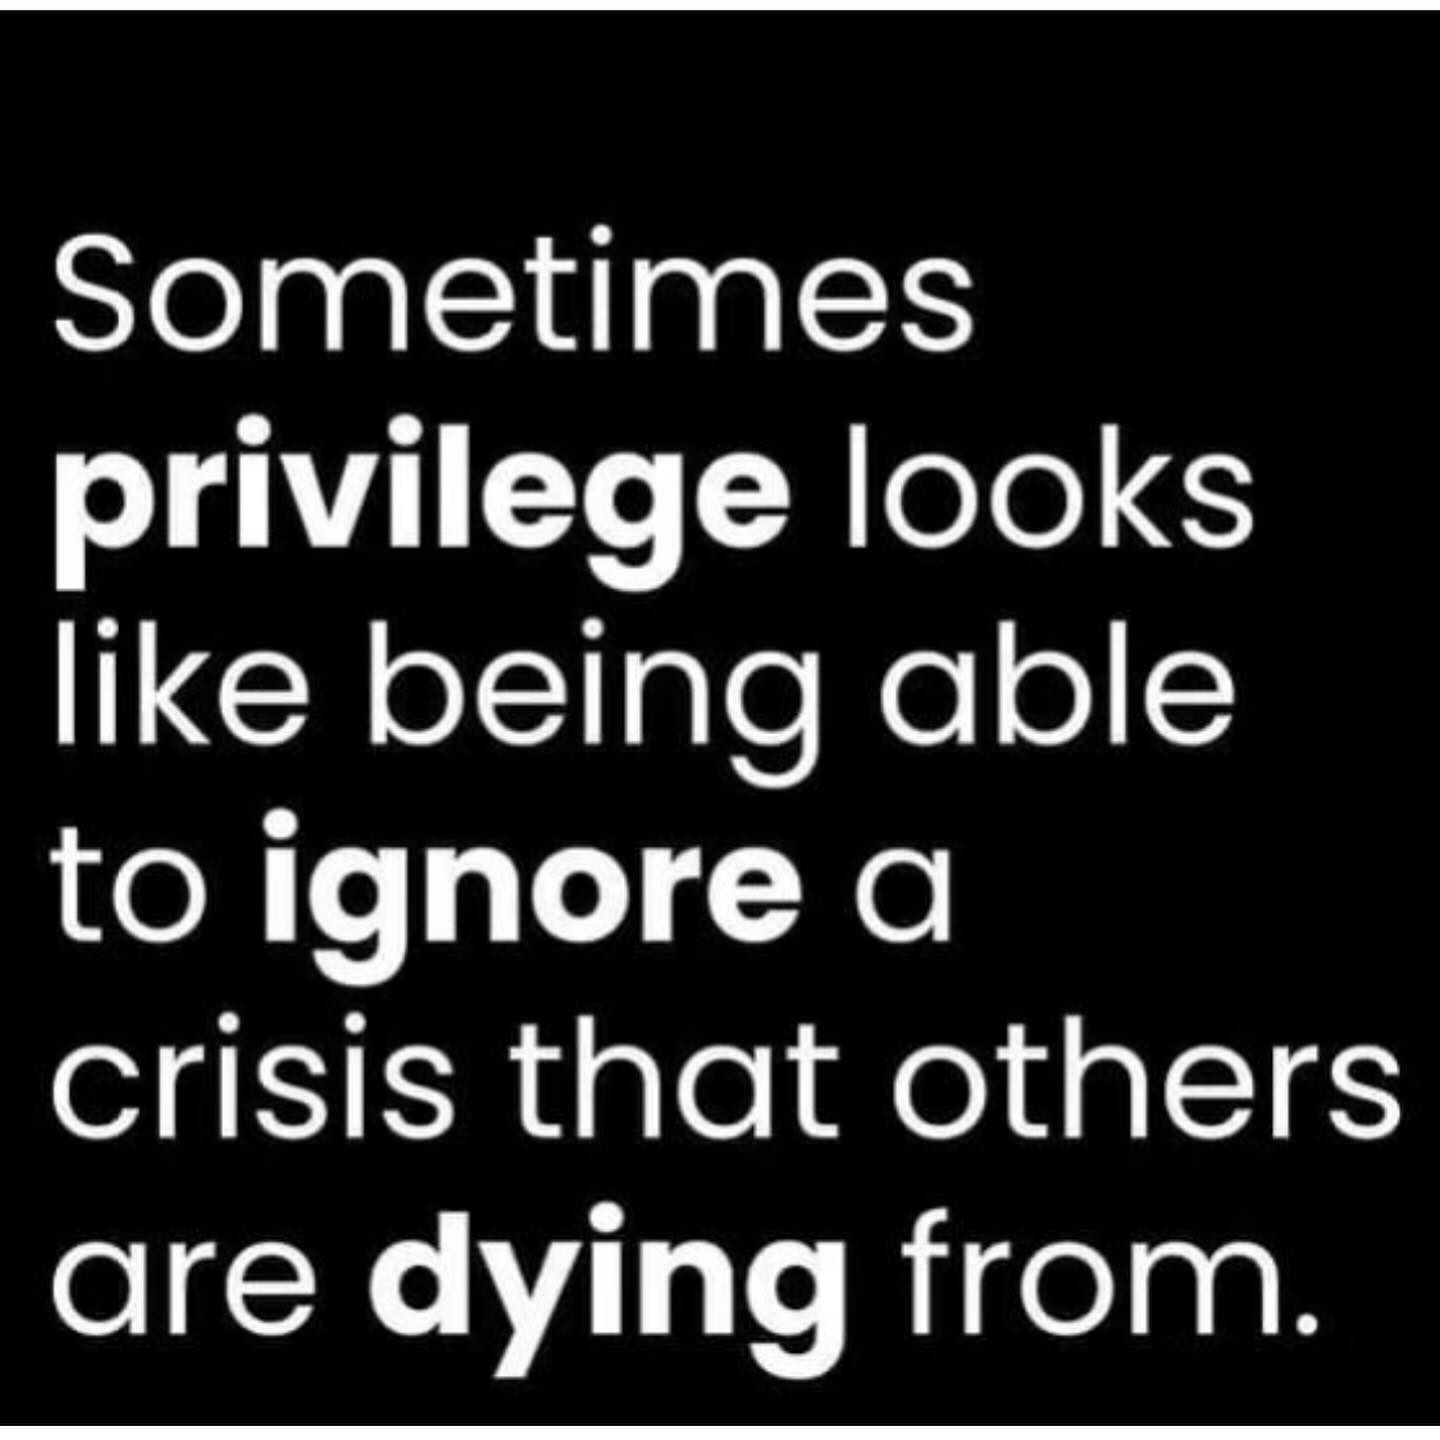 Sometimes
privilege looks
like being able
to ignore a
crisis that others
are dying from.